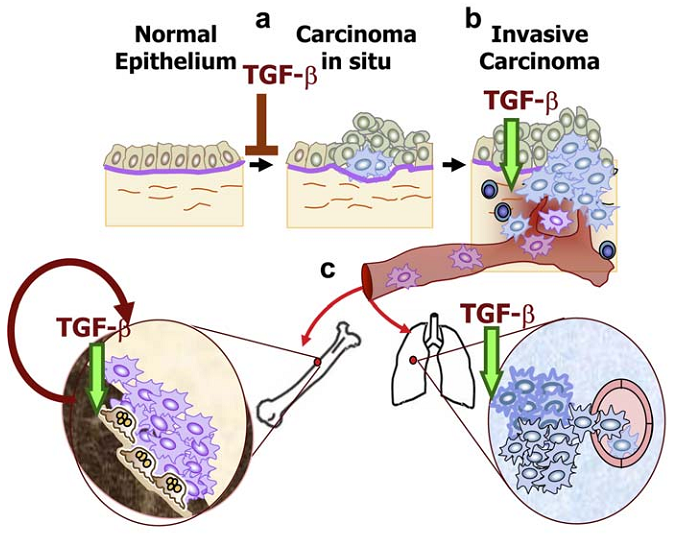 a
Normal
Epithelium
TGF-β
Carcinoma
in situ
b
Invasive
Carcinoma
TGF-β
c
TGF-β
TGF-β